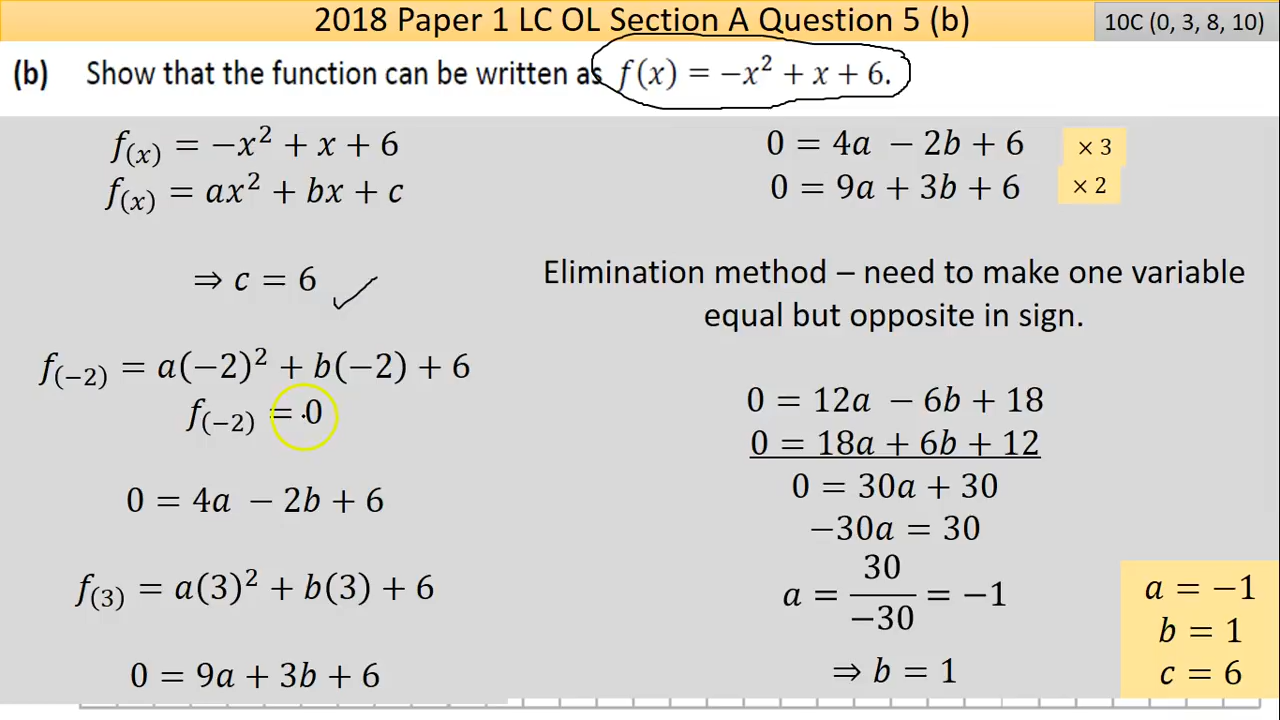 2018 Paper 1 LC OL Section A Question 5 (b)
10C (0, 3, 8, 10)
(b) Show that the function can be written as f(x) = −x² + x + 6.
f₍ₓ₎ = −x² + x + 6
f₍ₓ₎ = ax² + bx + c
⇒ c = 6
f₍₋₂₎ = a(−2)² + b(−2) + 6
f₍₋₂₎ = 0
0 = 4a − 2b + 6
f₍₃₎ = a(3)² + b(3) + 6
0 = 9a + 3b + 6
0 = 4a − 2b + 6 × 3
0 = 9a + 3b + 6 × 2
Elimination method – need to make one variable
equal but opposite in sign.
0 = 12a − 6b + 18
0 = 18a + 6b + 12
0 = 30a + 30
−30a = 30
a = 30/−30 = −1
⇒ b = 1
a = −1
b = 1
c = 6